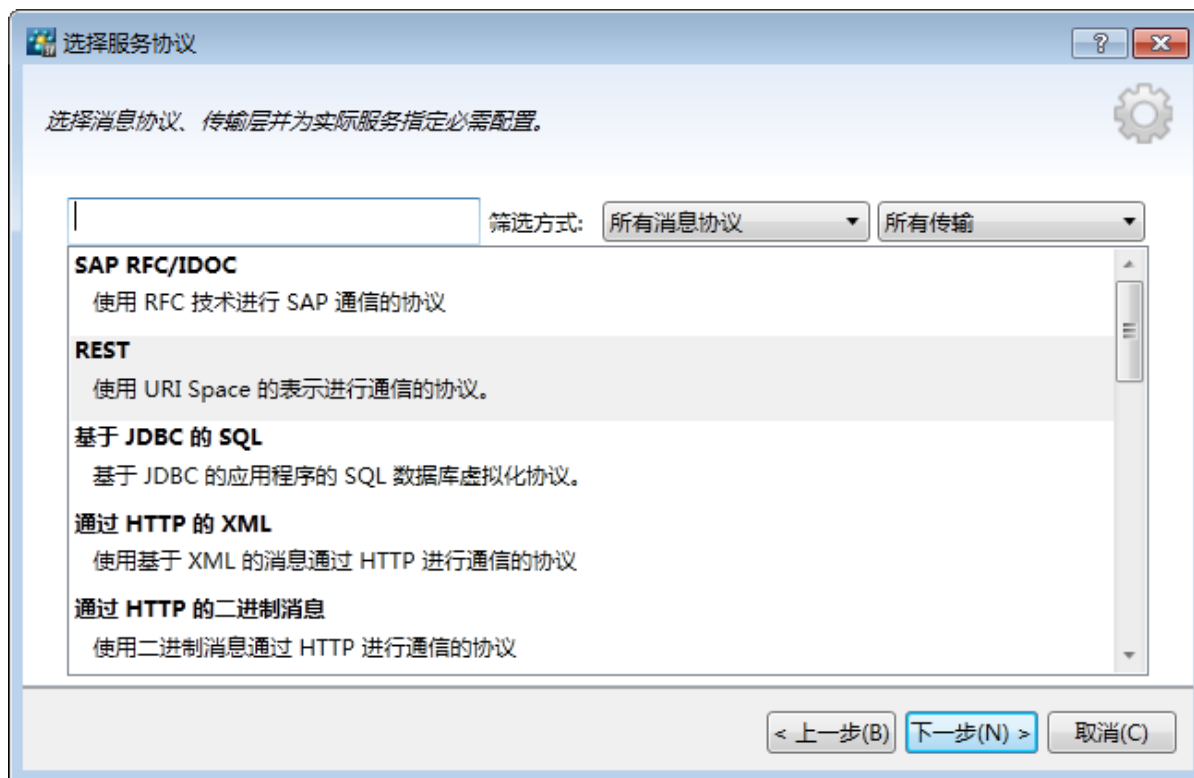 选择服务协议
选择消息协议、传输层并为实际服务指定必需配置。
筛选方式: 所有消息协议 所有传输
SAP RFC/IDOC
使用 RFC 技术进行 SAP 通信的协议
REST
使用 URI Space 的表示进行通信的协议。
基于 JDBC 的 SQL
基于 JDBC 的应用程序的 SQL 数据库虚拟化协议。
通过 HTTP 的 XML
使用基于 XML 的消息通过 HTTP 进行通信的协议
通过 HTTP 的二进制消息
使用二进制消息通过 HTTP 进行通信的协议
< 上一步(B) 下一步(N) > 取消(C)